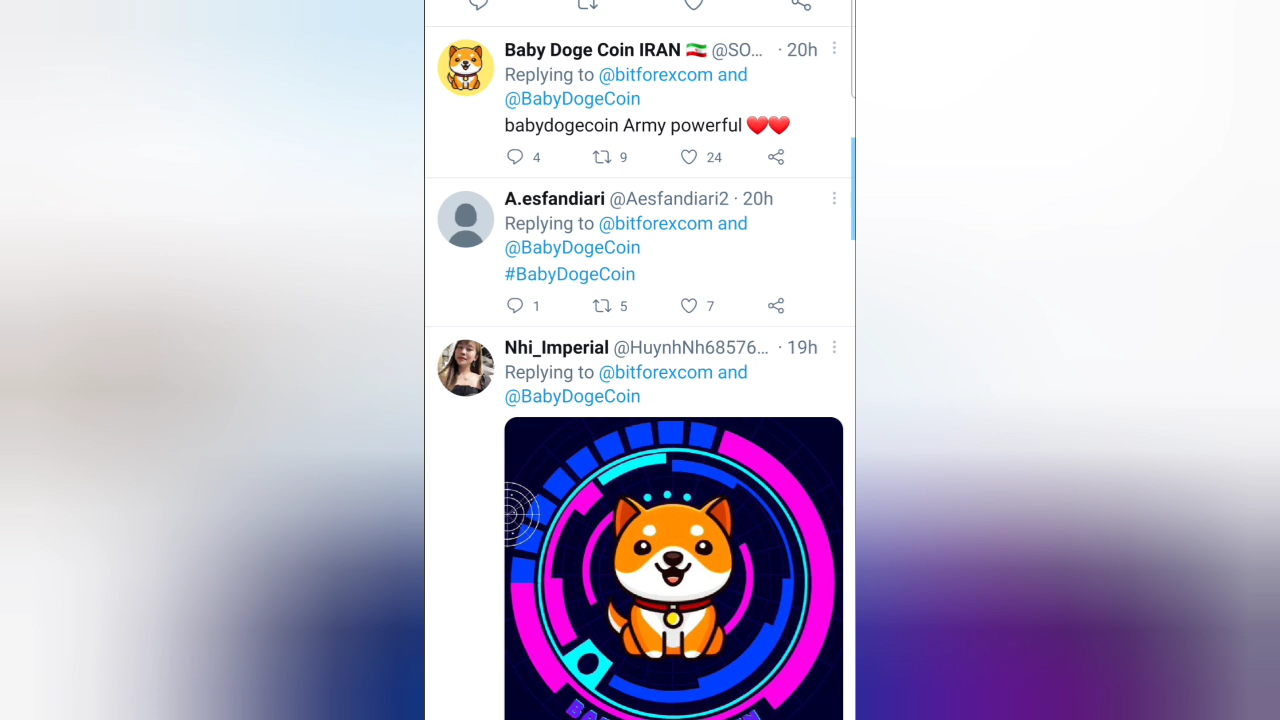 Baby Doge Coin IRAN 🇮🇷 @SO... · 20h
Replying to @bitforexcom and
@BabyDogeCoin
babydogecoin Army powerful ❤️❤️
4 9 24
A.esfandiari @Aesfandiari2 · 20h
Replying to @bitforexcom and
@BabyDogeCoin
#BabyDogeCoin
1 5 7
Nhi_Imperial @HuynhNh68576... · 19h
Replying to @bitforexcom and
@BabyDogeCoin